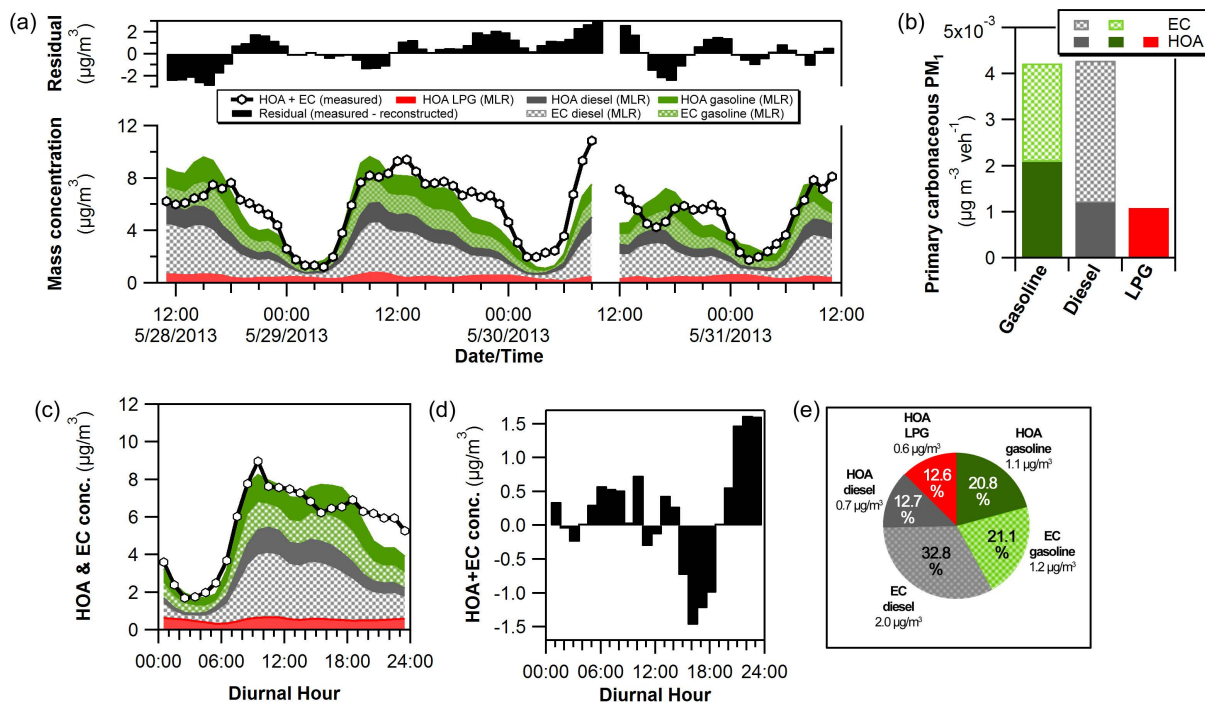 (a)
Residual
(µg/m³)
2
0
-2
HOA + EC (measured)
HOA LPG (MLR)
HOA diesel (MLR)
HOA gasoline (MLR)
Residual (measured - reconstructed)
EC diesel (MLR)
EC gasoline (MLR)
Mass concentration
(µg/m³)
12
8
4
0
12:00
00:00
12:00
00:00
12:00
00:00
12:00
5/28/2013
5/29/2013
5/30/2013
5/31/2013
Date/Time
(b)
Primary carbonaceous PM₁
(µg m⁻³ veh⁻¹)
5x10⁻³
4
3
2
1
0
EC
HOA
Gasoline
Diesel
LPG
(c)
HOA & EC conc. (µg/m³)
12
10
8
6
4
2
0
00:00
06:00
12:00
18:00
24:00
Diurnal Hour
(d)
HOA+EC conc. (µg/m³)
1.5
1.0
0.5
0.0
-0.5
-1.0
-1.5
00:00
06:00
12:00
18:00
24:00
Diurnal Hour
(e)
HOA
LPG
0.6 µg/m³
12.6
%
HOA
gasoline
1.1 µg/m³
20.8
%
HOA
diesel
0.7 µg/m³
12.7
%
EC
gasoline
1.2 µg/m³
21.1
%
32.8
%
EC
diesel
2.0 µg/m³